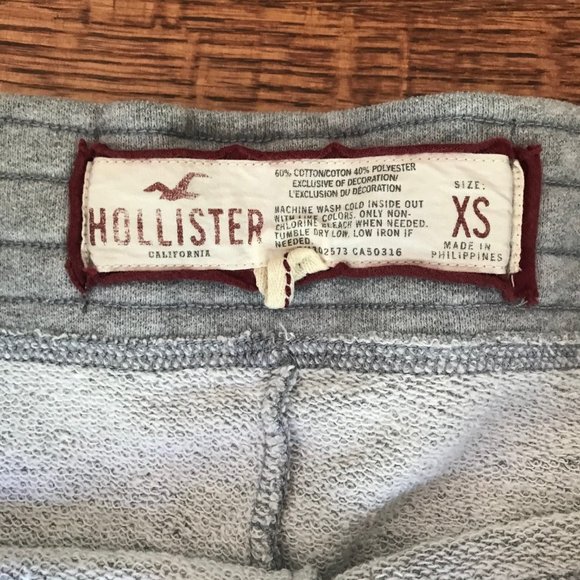 HOLLISTER
CALIFORNIA
60% COTTON/COTON 40% POLYESTER
EXCLUSIVE OF DECORATION/
L'EXCLUSION DU DÉCORATION
MACHINE WASH COLD INSIDE OUT
WITH LIKE COLORS. ONLY NON-
CHLORINE BLEACH WHEN NEEDED.
TUMBLE DRY LOW. LOW IRON IF
NEEDED.
02573 CA50316
SIZE:
XS
MADE IN
PHILIPPINES